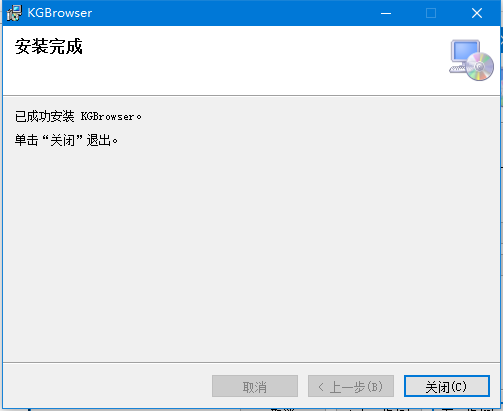 KGBrowser
安装完成
已成功安装 KGBrowser。
单击“关闭”退出。
取消
< 上一步(B)
关闭(C)